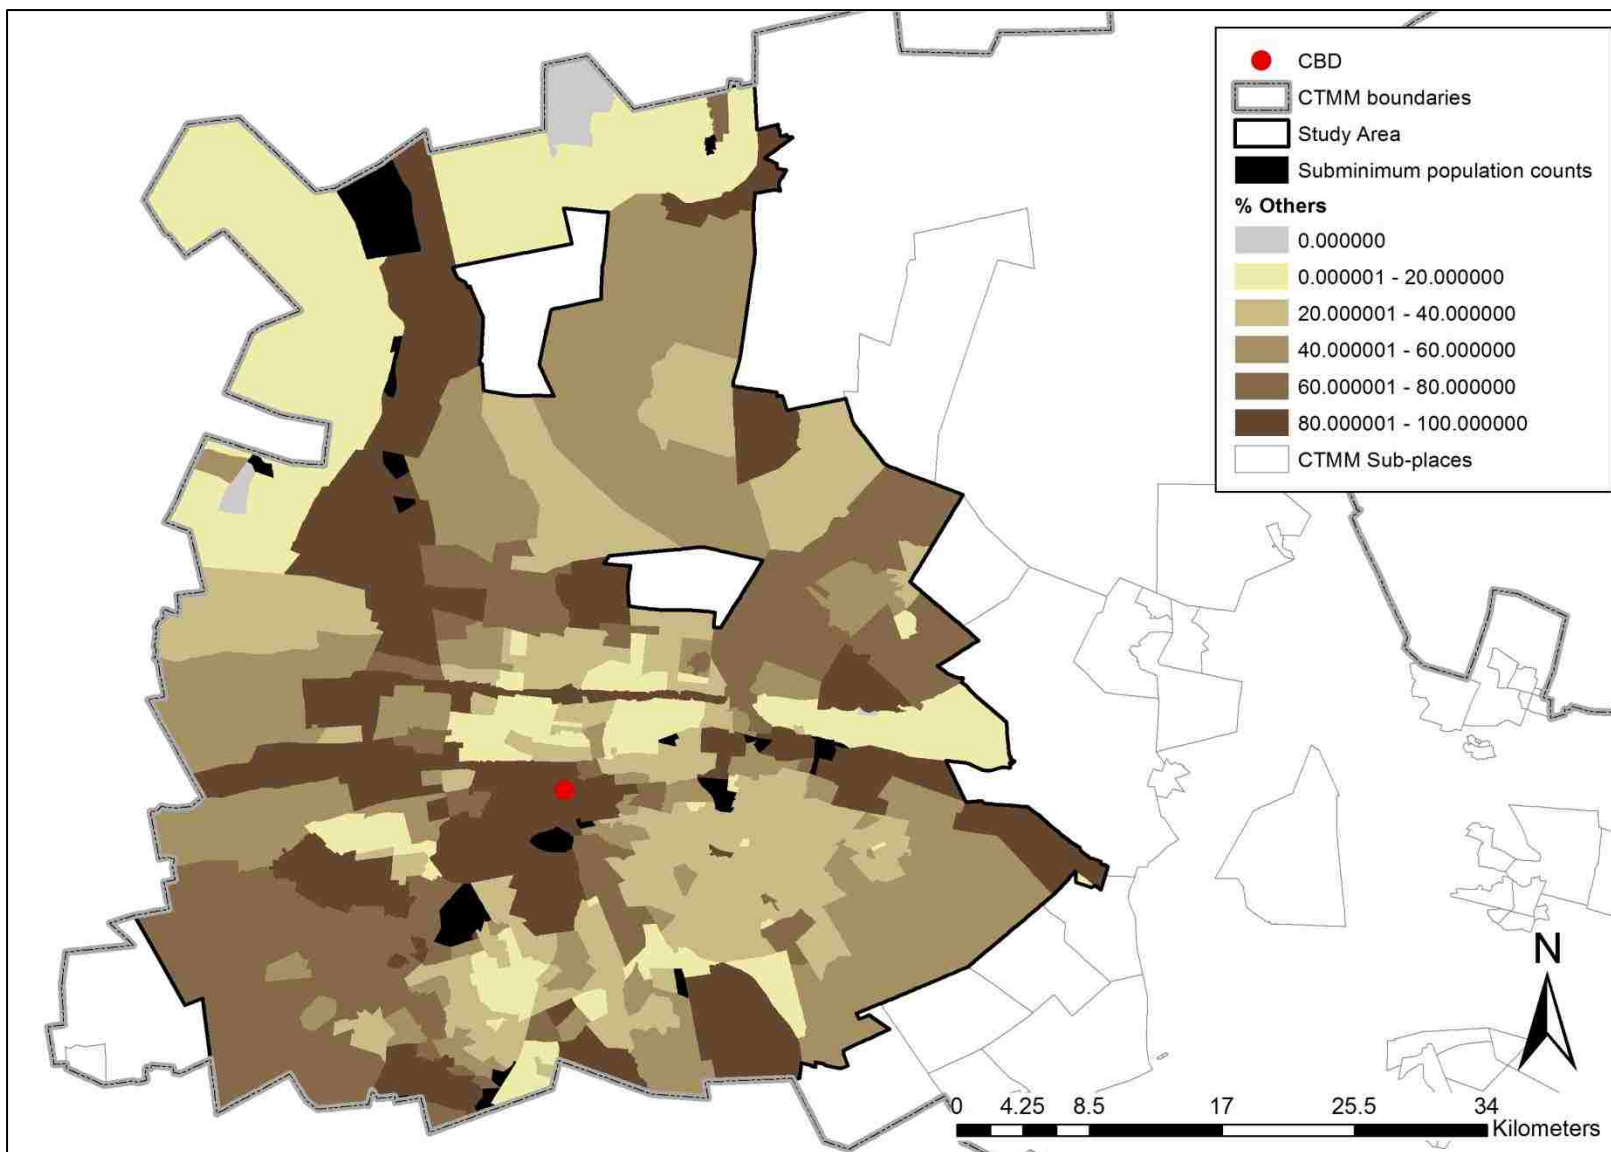 CBD
CTMM boundaries
Study Area
Subminimum population counts
% Others
0.000000
0.000001 - 20.000000
20.000001 - 40.000000
40.000001 - 60.000000
60.000001 - 80.000000
80.000001 - 100.000000
CTMM Sub-places
N
0 4.25 8.5 17 25.5 34
Kilometers